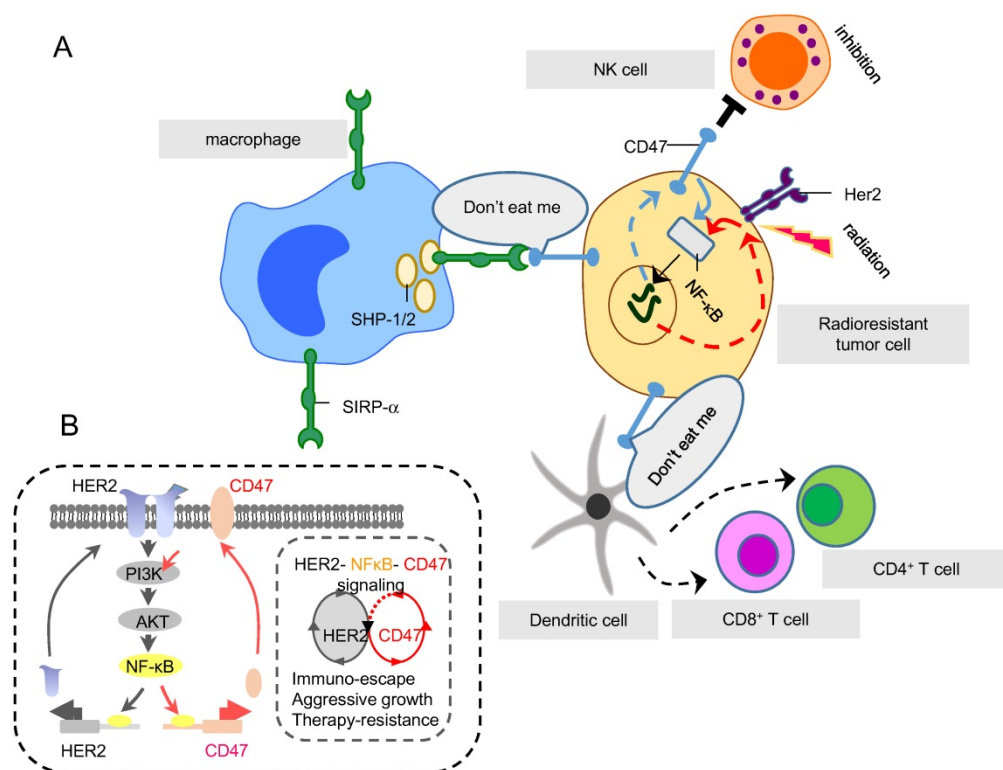 A
NK cell
inhibition
macrophage
CD47
Don't eat me
Her2
radiation
NF-κB
SHP-1/2
Radioresistant
tumor cell
SIRP-α
Don't eat me
CD4⁺ T cell
CD8⁺ T cell
Dendritic cell
B
HER2
CD47
PI3K
AKT
NF-κB
HER2
CD47
HER2- NFκB- CD47
signaling
HER2
CD47
Immuno-escape
Aggressive growth
Therapy-resistance